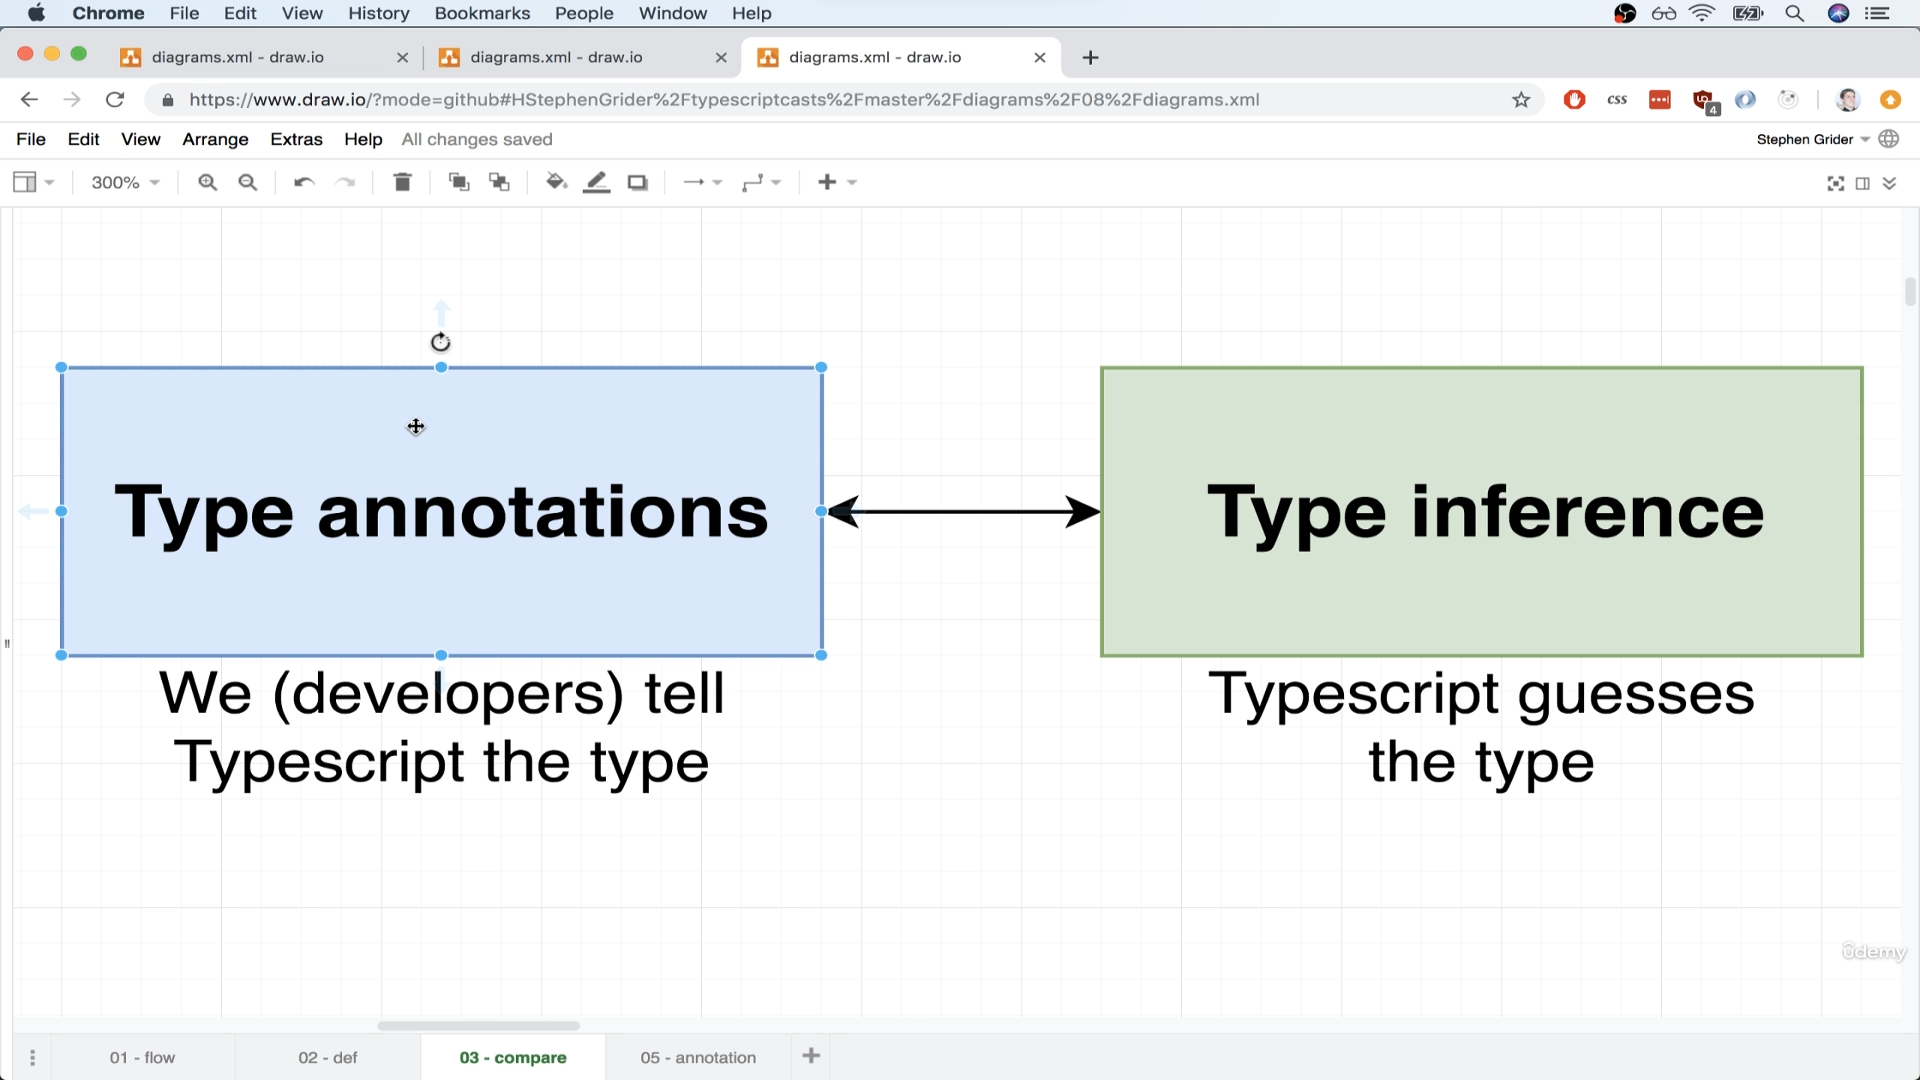 Chrome File Edit View History Bookmarks People Window Help
diagrams.xml - draw.io diagrams.xml - draw.io diagrams.xml - draw.io
https://www.draw.io/?mode=github#HStephenGrider%2Ftypescriptcasts%2Fmaster%2Fdiagrams%2F08%2Fdiagrams.xml css 4
File Edit View Arrange Extras Help All changes saved Stephen Grider
300%
Type annotations Type inference
We (developers) tell Typescript guesses
Typescript the type the type
ûdemy
01 - flow 02 - def 03 - compare 05 - annotation